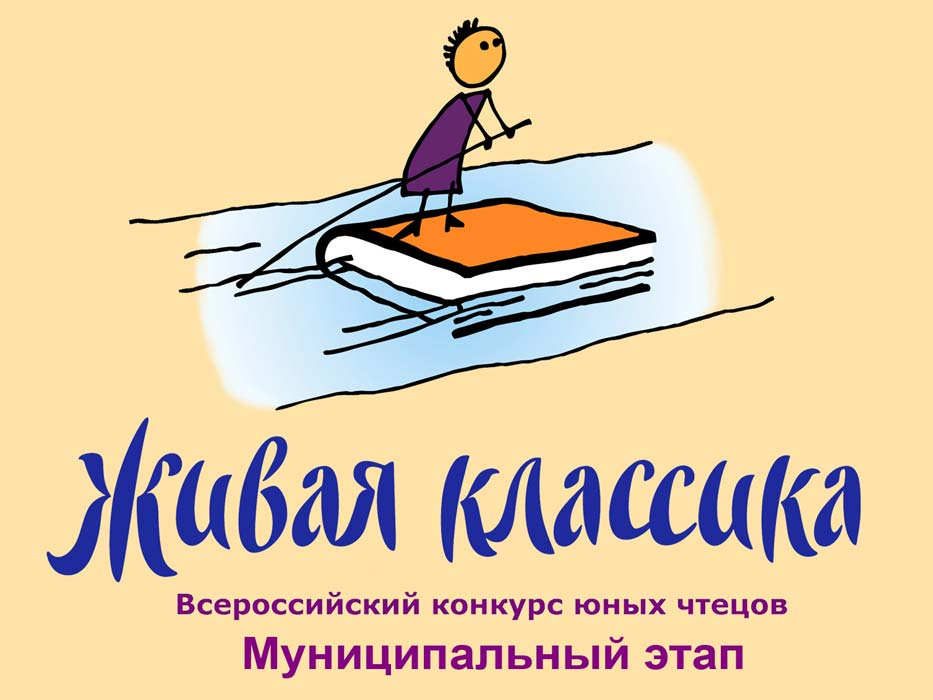 Живая классика
Всероссийский конкурс юных чтецов
Муниципальный этап